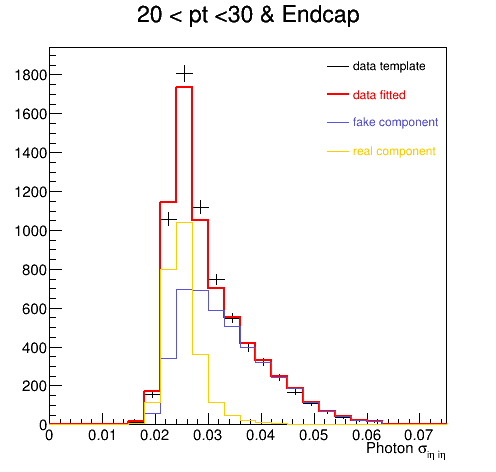 20 < pt <30 & Endcap
data template
data fitted
fake component
real component
1800
1600
1400
1200
1000
800
600
400
200
0
0 0.01 0.02 0.03 0.04 0.05 0.06 0.07
Photon σiη iη